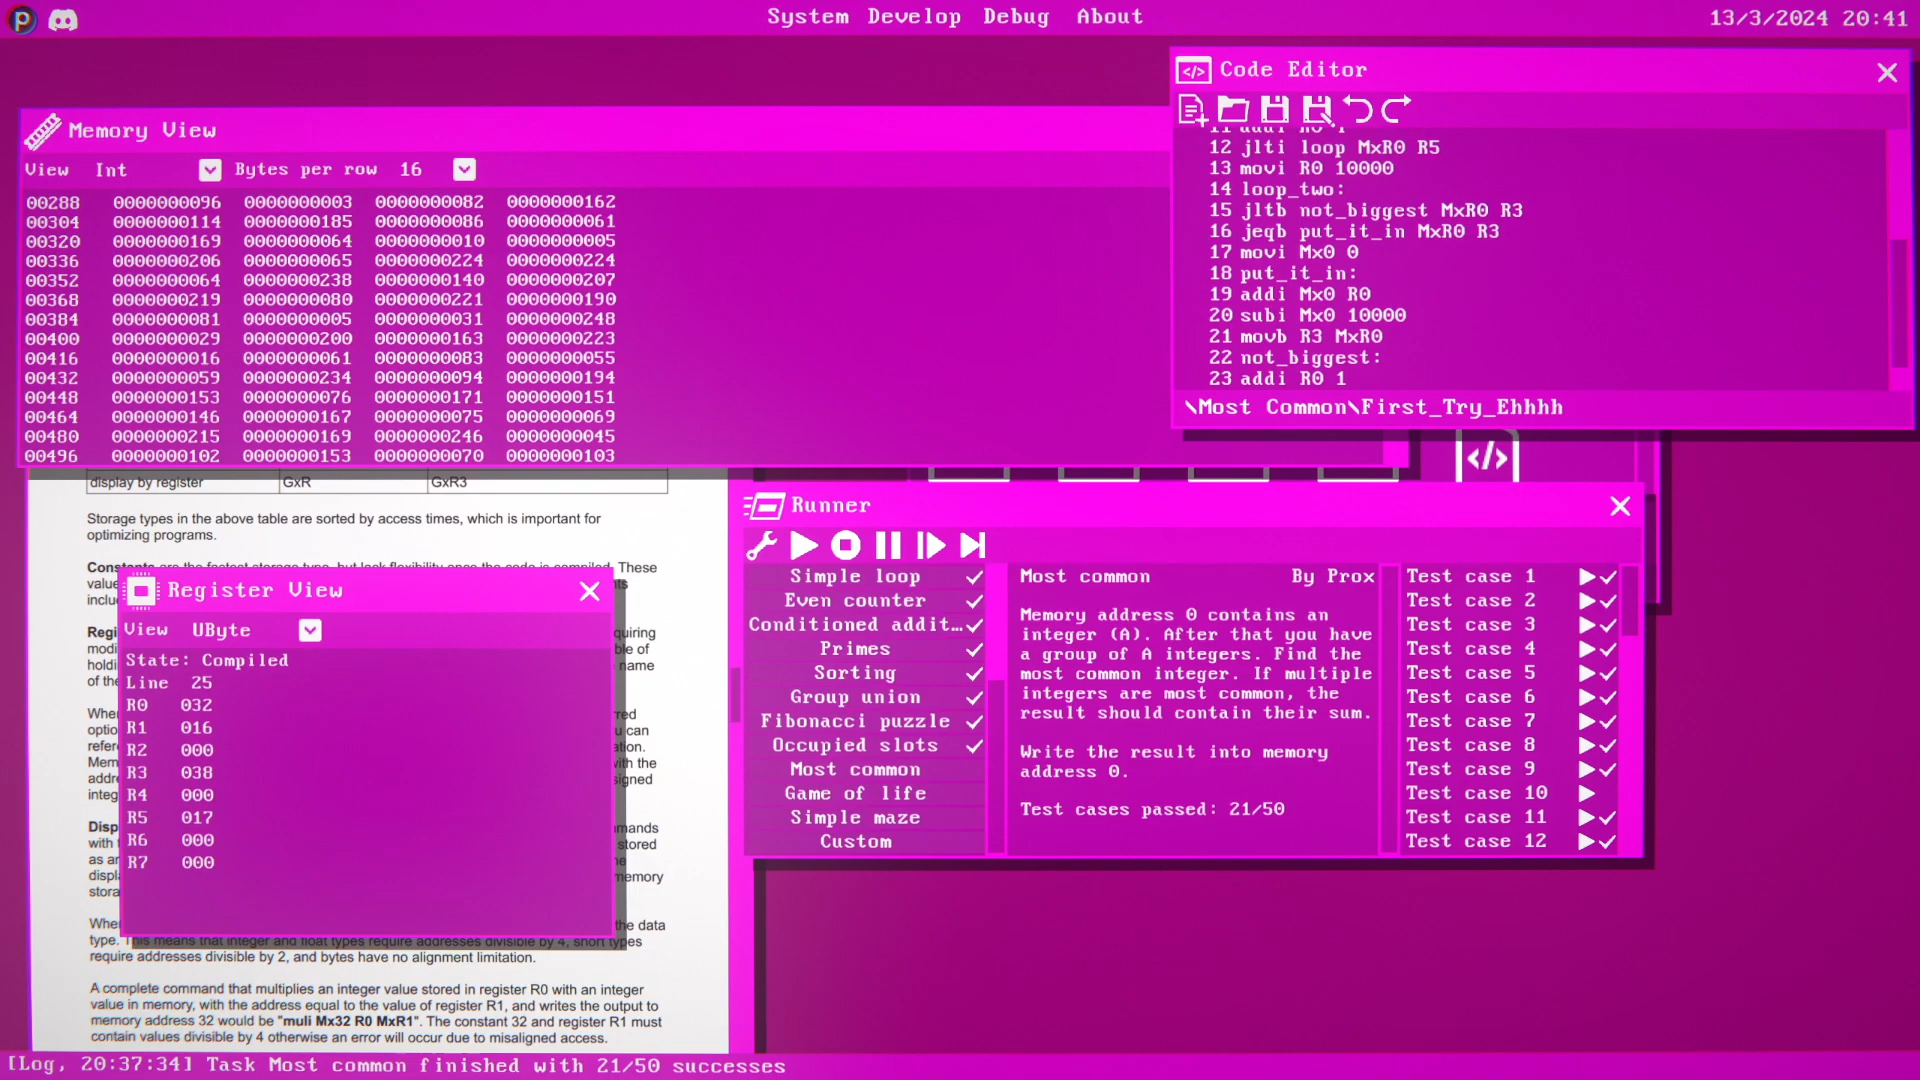 System Develop Debug About
13/3/2024 20:41
Memory View
View Int Bytes per row 16
00288 0000000096 0000000003 0000000082 0000000162
00304 0000000114 0000000185 0000000086 0000000061
00320 0000000169 0000000064 0000000010 0000000005
00336 0000000206 0000000065 0000000224 0000000224
00352 0000000064 0000000238 0000000140 0000000207
00368 0000000219 0000000080 0000000221 0000000190
00384 0000000081 0000000005 0000000031 0000000248
00400 0000000029 0000000200 0000000163 0000000223
00416 0000000016 0000000061 0000000083 0000000055
00432 0000000059 0000000234 0000000094 0000000194
00448 0000000153 0000000076 0000000171 0000000151
00464 0000000146 0000000167 0000000075 0000000069
00480 0000000215 0000000169 0000000246 0000000045
00496 0000000102 0000000153 0000000070 0000000103
Code Editor
12 jlti loop MxR0 R5
13 movi R0 10000
14 loop_two:
15 jltb not_biggest MxR0 R3
16 jeqb put_it_in MxR0 R3
17 movi Mx0 0
18 put_it_in:
19 addi Mx0 R0
20 subi Mx0 10000
21 movb R3 MxR0
22 not_biggest:
23 addi R0 1
\Most Common\First_Try_Ehhhh
display by register GxR GxR3
Storage types in the above table are sorted by access times, which is important for
optimizing programs.
These
Register View
View UByte
State: Compiled
Line 25
R0 032
R1 016
R2 000
R3 038
R4 000
R5 017
R6 000
R7 000
type. This means that integer and float types require addresses divisible by 4, short types
require addresses divisible by 2, and bytes have no alignment limitation.
A complete command that multiplies an integer value stored in register R0 with an integer
value in memory, with the address equal to the value of register R1, and writes the output to
memory address 32 would be "muli Mx32 R0 MxR1". The constant 32 and register R1 must
contain values divisible by 4 otherwise an error will occur due to misaligned access.
Runner
Simple loop
Even counter
Conditioned addit…
Primes
Sorting
Group union
Fibonacci puzzle
Occupied slots
Most common
Game of life
Simple maze
Custom
Most common By Prox
Memory address 0 contains an
integer (A). After that you have
a group of A integers. Find the
most common integer. If multiple
integers are most common, the
result should contain their sum.
Write the result into memory
address 0.
Test cases passed: 21/50
Test case 1
Test case 2
Test case 3
Test case 4
Test case 5
Test case 6
Test case 7
Test case 8
Test case 9
Test case 10
Test case 11
Test case 12
[Log, 20:37:34] Task Most common finished with 21/50 successes